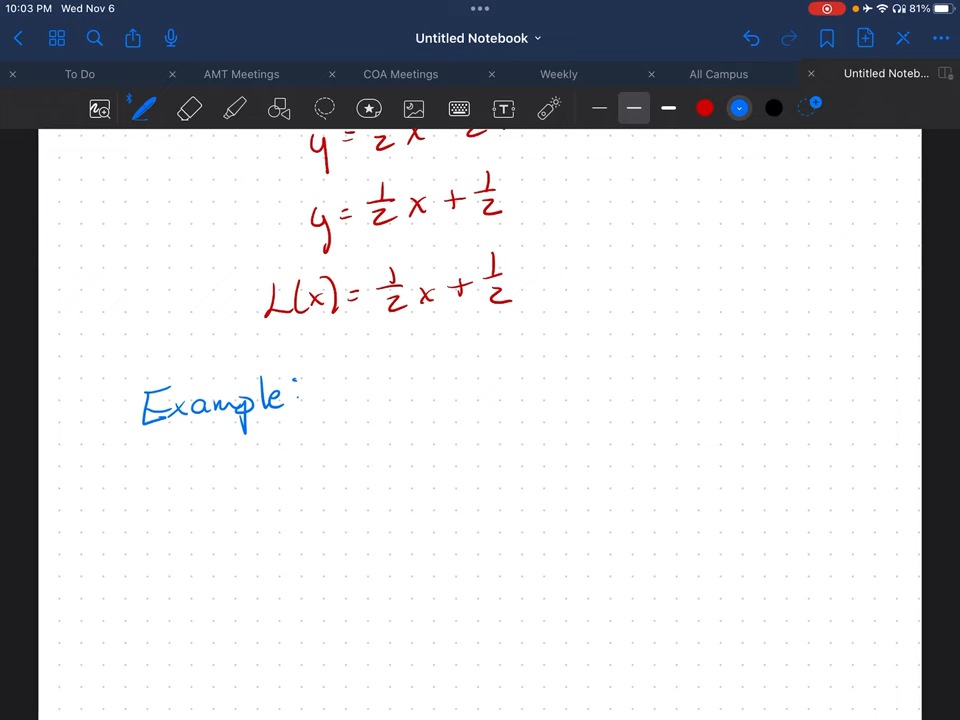 10:03 PM Wed Nov 6
81%
Untitled Notebook
To Do
AMT Meetings
COA Meetings
Weekly
All Campus
Untitled Noteb...
y = 1/2 x + 1/2
L(x) = 1/2 x + 1/2
Example: